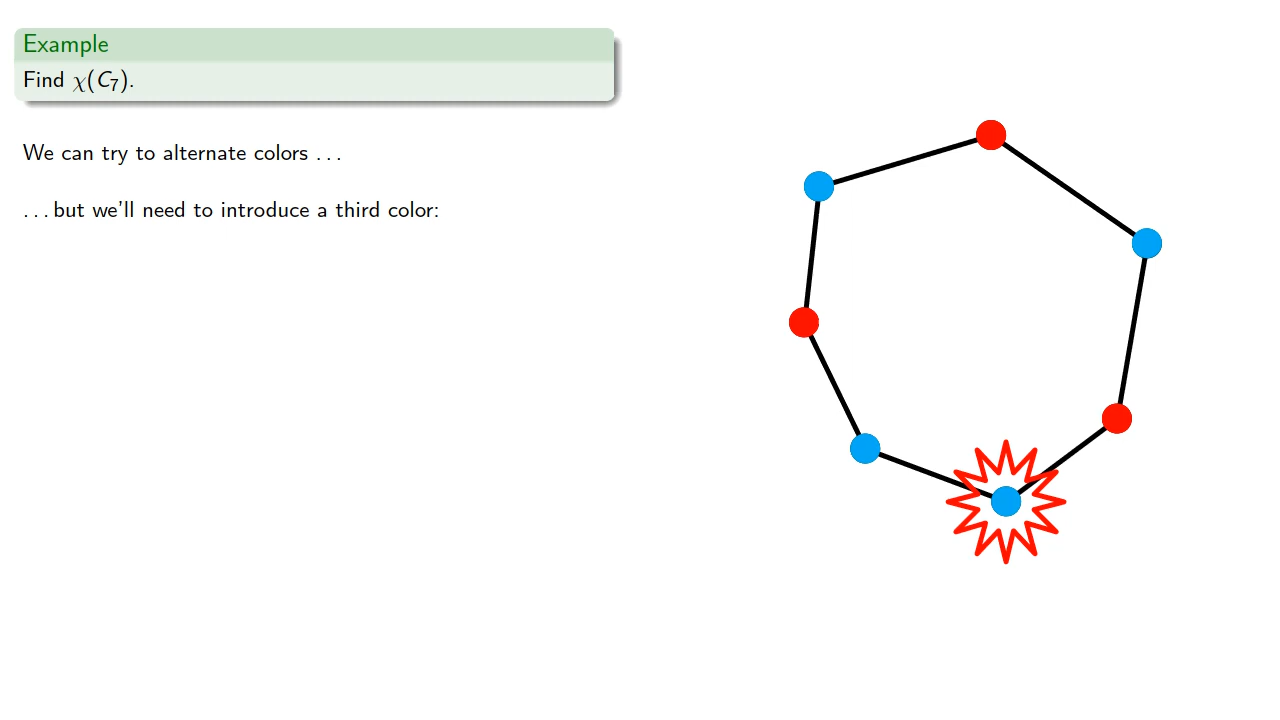 Example
Find χ(C₇).
We can try to alternate colors . . .
. . . but we'll need to introduce a third color: